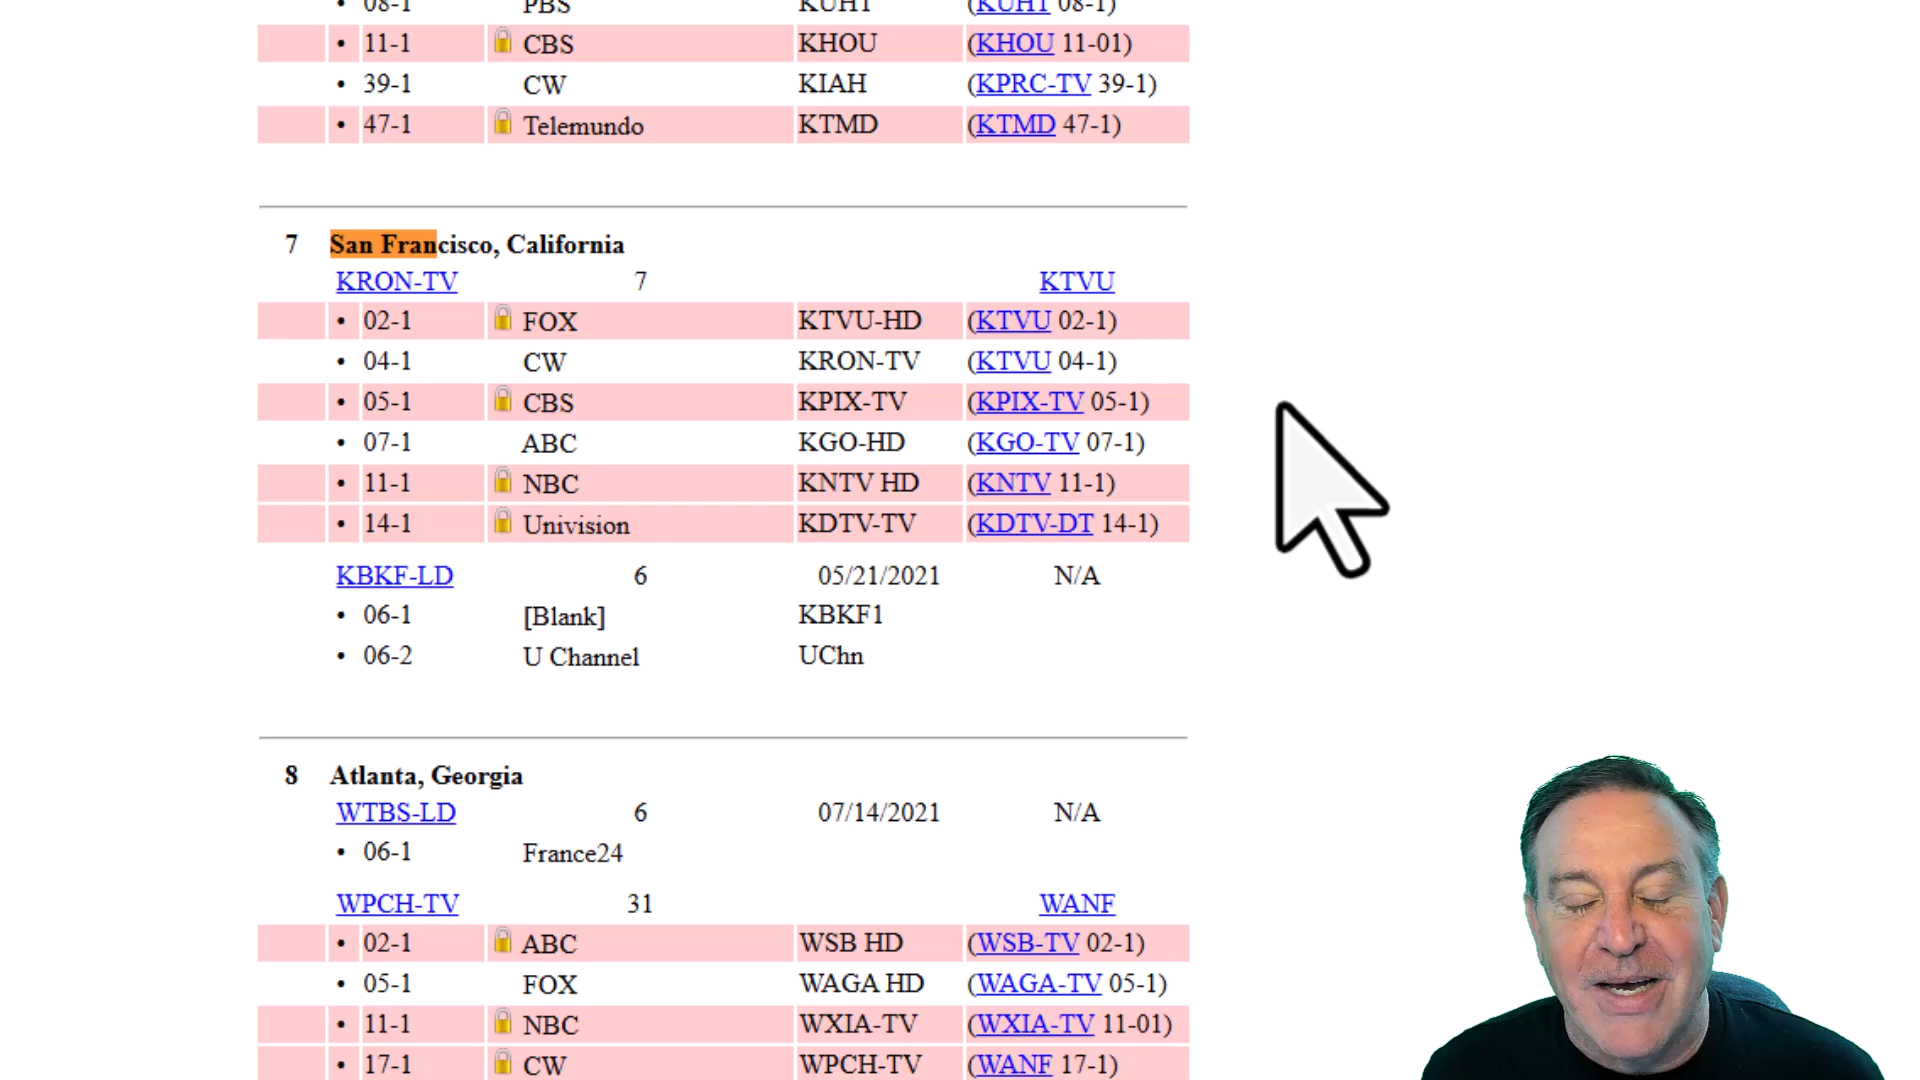 • 08-1 PBS KUHT (KUHT 08-1)
• 11-1 CBS KHOU (KHOU 11-01)
• 39-1 CW KIAH (KPRC-TV 39-1)
• 47-1 Telemundo KTMD (KTMD 47-1)
7 San Francisco, California
KRON-TV 7 KTVU
• 02-1 FOX KTVU-HD (KTVU 02-1)
• 04-1 CW KRON-TV (KTVU 04-1)
• 05-1 CBS KPIX-TV (KPIX-TV 05-1)
• 07-1 ABC KGO-HD (KGO-TV 07-1)
• 11-1 NBC KNTV HD (KNTV 11-1)
• 14-1 Univision KDTV-TV (KDTV-DT 14-1)
KBKF-LD 6 05/21/2021 N/A
• 06-1 [Blank] KBKF1
• 06-2 U Channel UChn
8 Atlanta, Georgia
WTBS-LD 6 07/14/2021 N/A
• 06-1 France24
WPCH-TV 31 WANF
• 02-1 ABC WSB HD (WSB-TV 02-1)
• 05-1 FOX WAGA HD (WAGA-TV 05-1)
• 11-1 NBC WXIA-TV (WXIA-TV 11-01)
• 17-1 CW WPCH-TV (WANF 17-1)